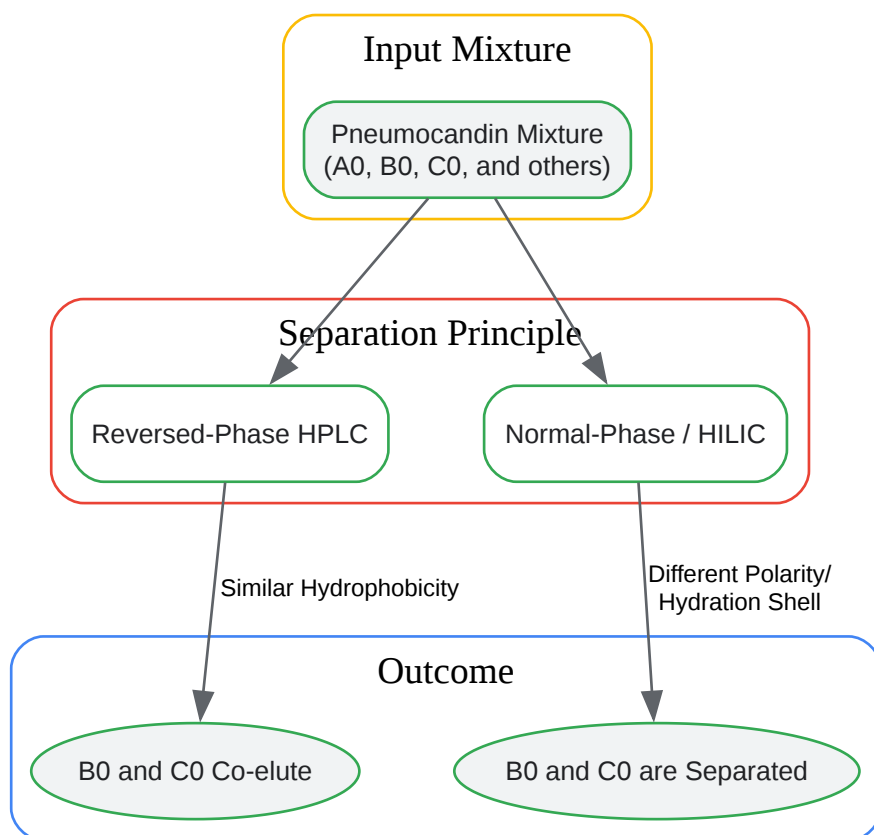 Input Mixture
Pneumocandin Mixture
(A0, B0, C0, and others)
Separation Principle
Reversed-Phase HPLC
Normal-Phase / HILIC
Similar Hydrophobicity
Different Polarity/
Hydration Shell
Outcome
B0 and C0 Co-elute
B0 and C0 are Separated